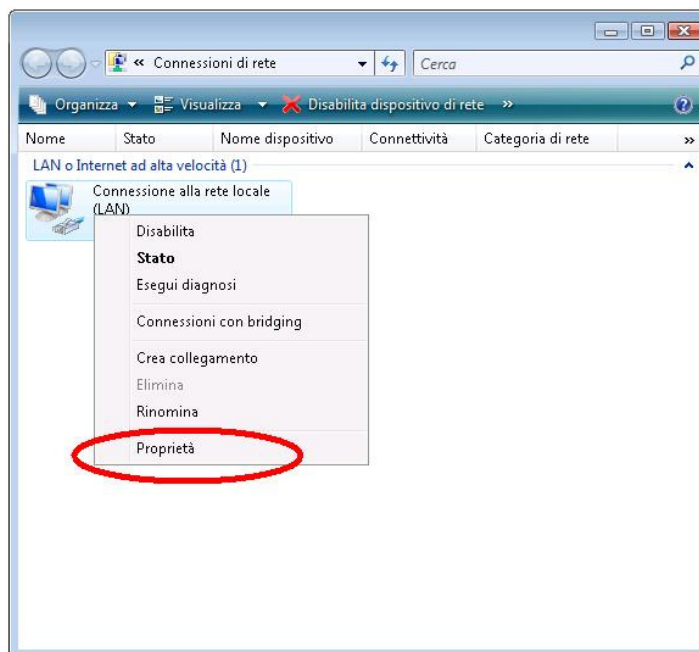 « Connessioni di rete
Cerca
Organizza Visualizza Disabilita dispositivo di rete »
Nome Stato Nome dispositivo Connettività Categoria di rete »
LAN o Internet ad alta velocità (1)
Connessione alla rete locale
(LAN)
Disabilita
Stato
Esegui diagnosi
Connessioni con bridging
Crea collegamento
Elimina
Rinomina
Proprietà